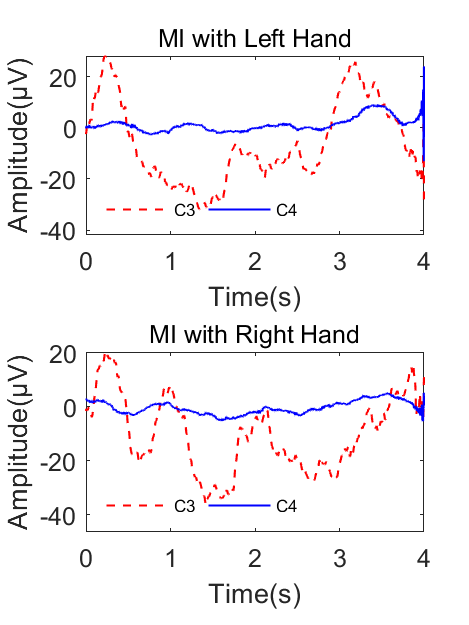 MI with Left Hand
Amplitude(μV)
20
0
-20
-40
C3 C4
0 1 2 3 4
Time(s)
MI with Right Hand
Amplitude(μV)
20
0
-20
-40
C3 C4
0 1 2 3 4
Time(s)